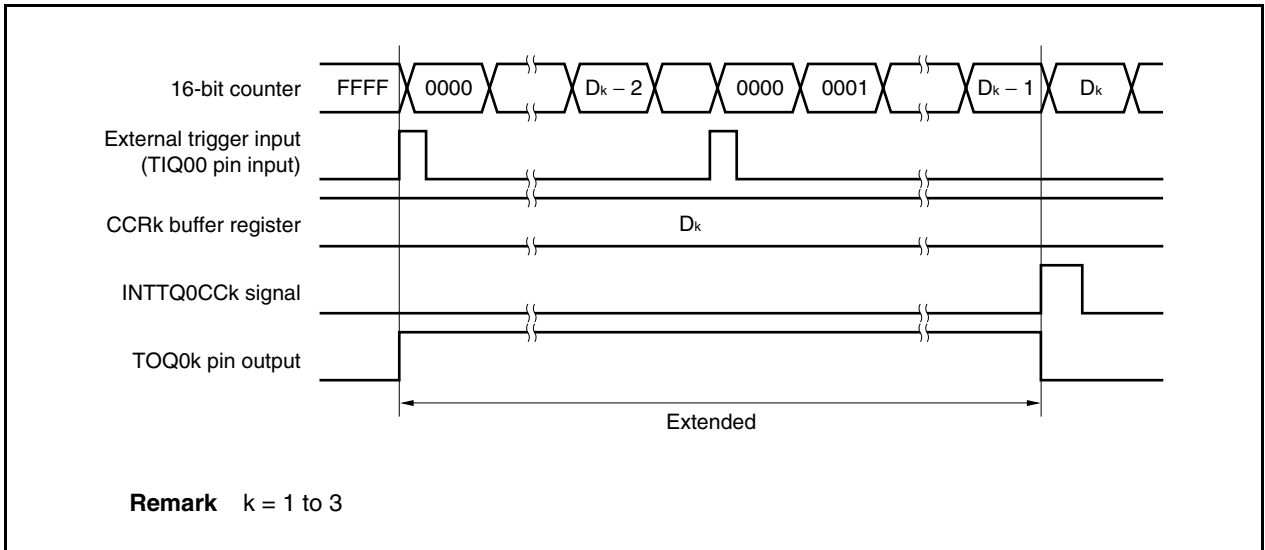 16-bit counter FFFF 0000 Dk − 2 0000 0001 Dk − 1 Dk
External trigger input
(TIQ00 pin input)
CCRk buffer register Dk
INTTQ0CCk signal
TOQ0k pin output
Extended
Remark k = 1 to 3